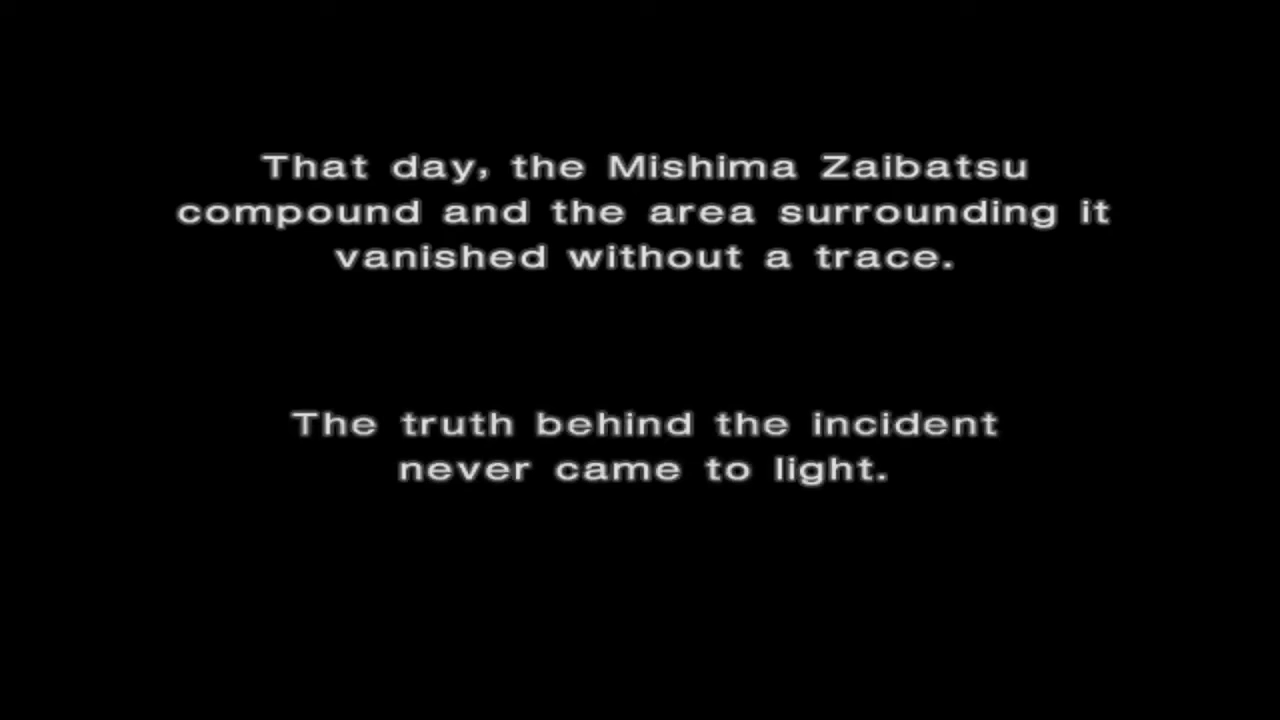 That day, the Mishima Zaibatsu
compound and the area surrounding it
vanished without a trace.
The truth behind the incident
never came to light.